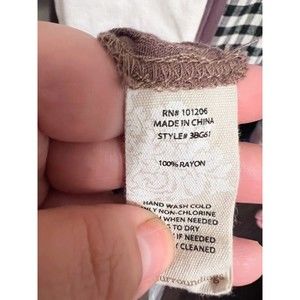 RN# 101206
MADE IN CHINA
STYLE# 3BG61
100% RAYON
HAND WASH COLD
ONLY NON-CHLORINE
WHEN NEEDED
TO DRY
IF NEEDED
CLEANED
surroundings